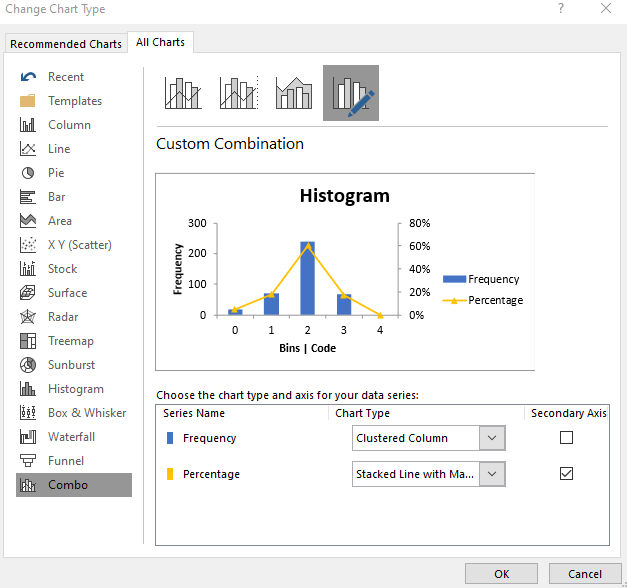 Change Chart Type
?
Recommended Charts
All Charts
Recent
Templates
Column
Line
Pie
Bar
Area
X Y (Scatter)
Stock
Surface
Radar
Treemap
Sunburst
Histogram
Box & Whisker
Waterfall
Funnel
Combo
Custom Combination
Histogram
300
200
100
0
Frequency
80%
60%
40%
20%
0%
0 1 2 3 4
Bins | Code
Frequency
Percentage
Choose the chart type and axis for your data series:
Series Name Chart Type Secondary Axis
Frequency Clustered Column
Percentage Stacked Line with Ma...
OK Cancel